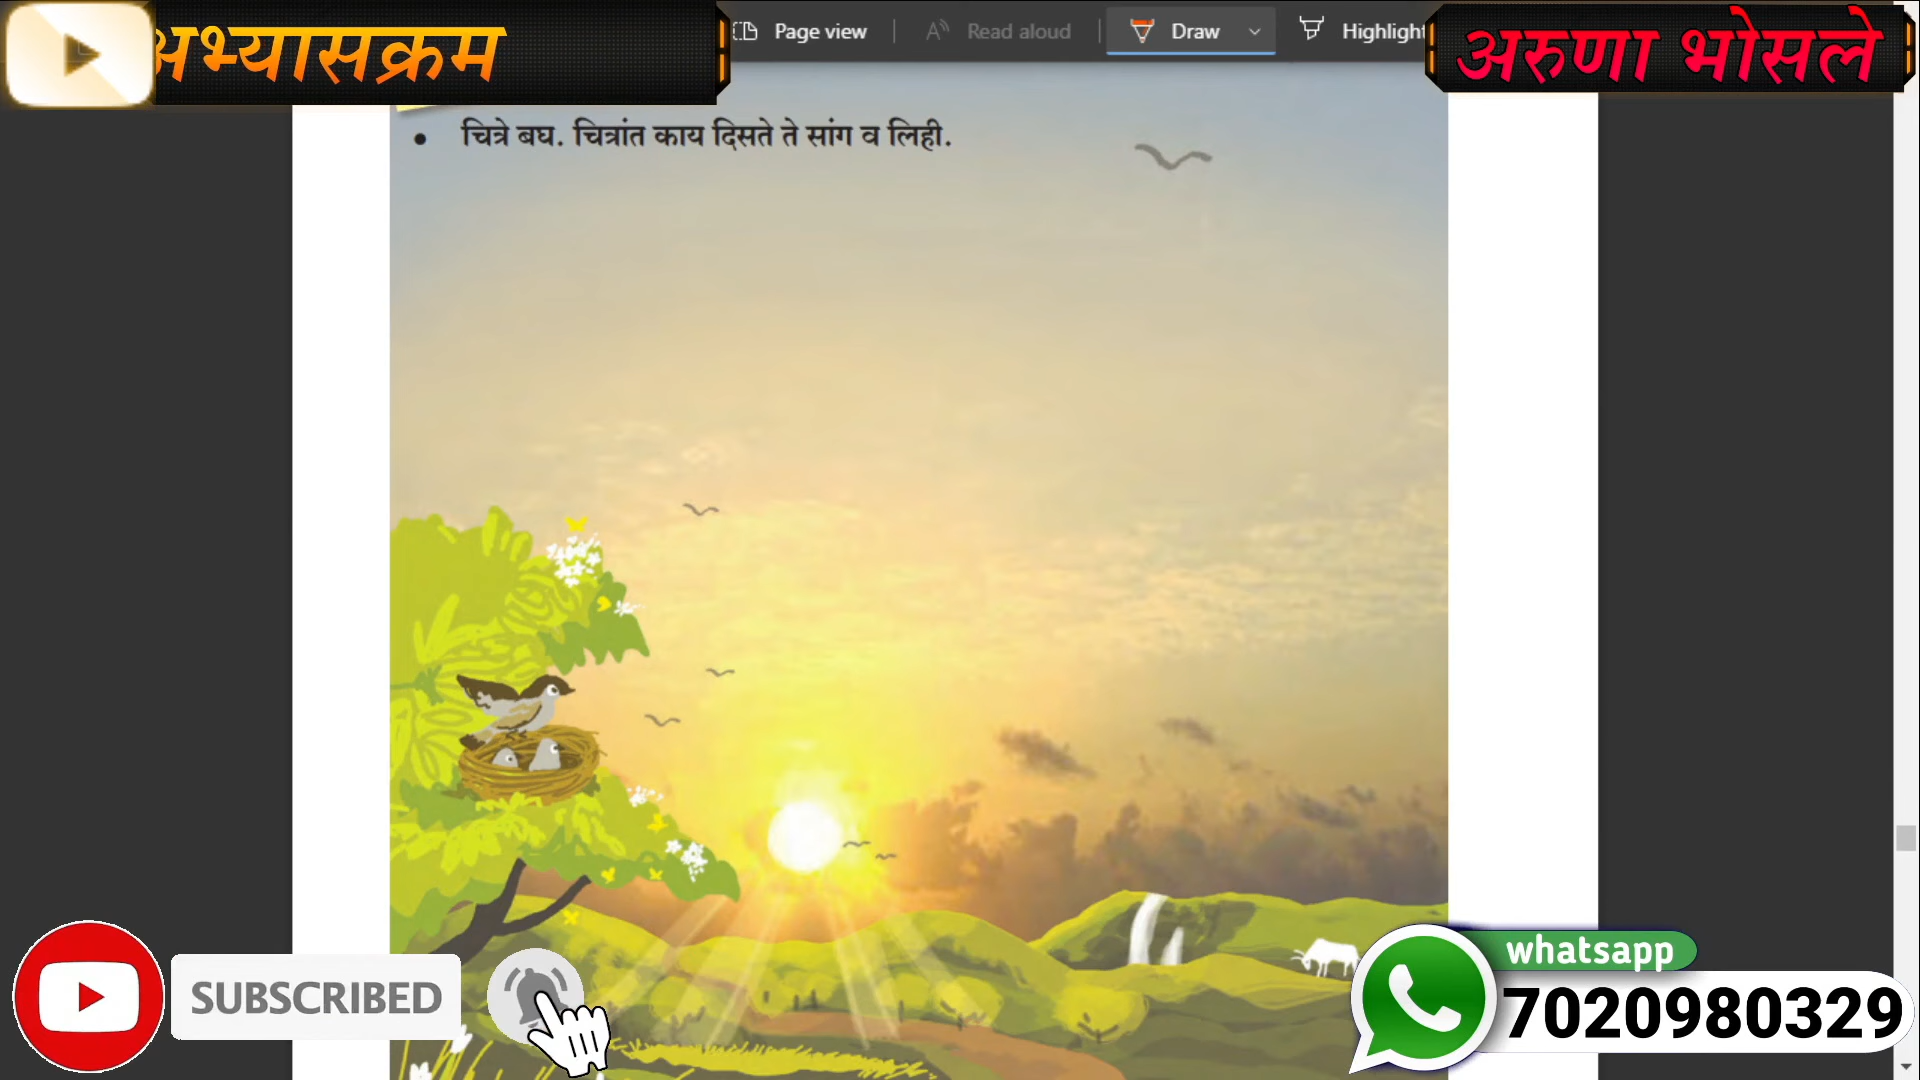 अभ्यासक्रम
Page view
Read aloud
Draw
Highlight
अरुणा भोसले
चित्रे बघ. चित्रांत काय दिसते ते सांग व लिही.
SUBSCRIBED
whatsapp
7020980329